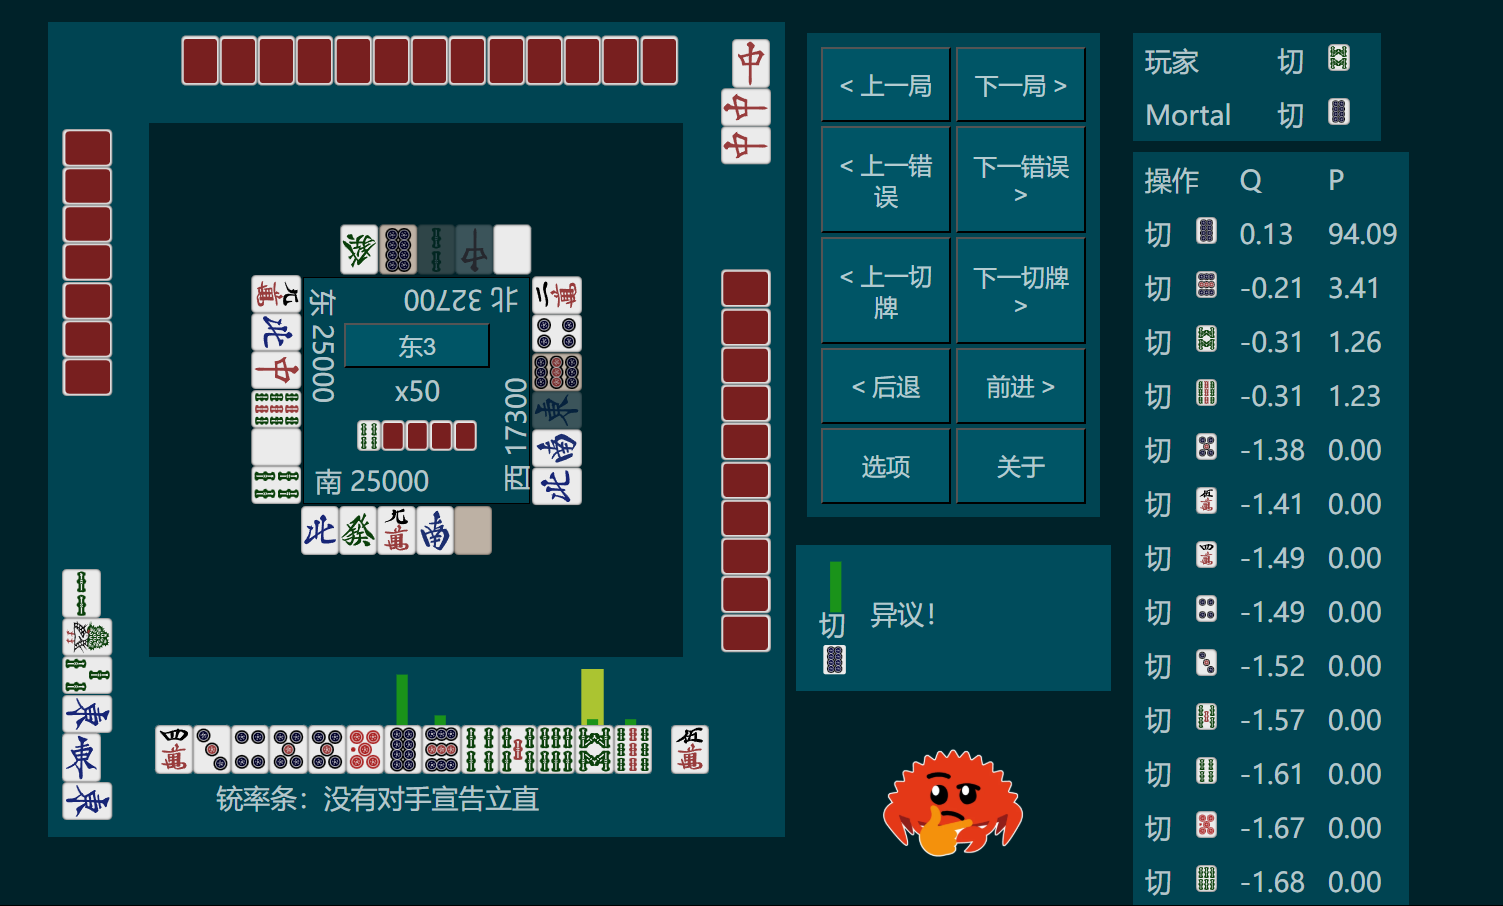 < 上一局
下一局 >
< 上一错误
下一错误 >
< 上一切牌
下一切牌 >
< 后退
前进 >
选项
关于
东 25000
北 32700
东3
x50
西 17300
南 25000
切
异议！
铳率条：没有对手宣告立直
玩家 切
Mortal 切
操作 Q P
切 0.13 94.09
切 -0.21 3.41
切 -0.31 1.26
切 -0.31 1.23
切 -1.38 0.00
切 -1.41 0.00
切 -1.49 0.00
切 -1.49 0.00
切 -1.52 0.00
切 -1.57 0.00
切 -1.61 0.00
切 -1.67 0.00
切 -1.68 0.00